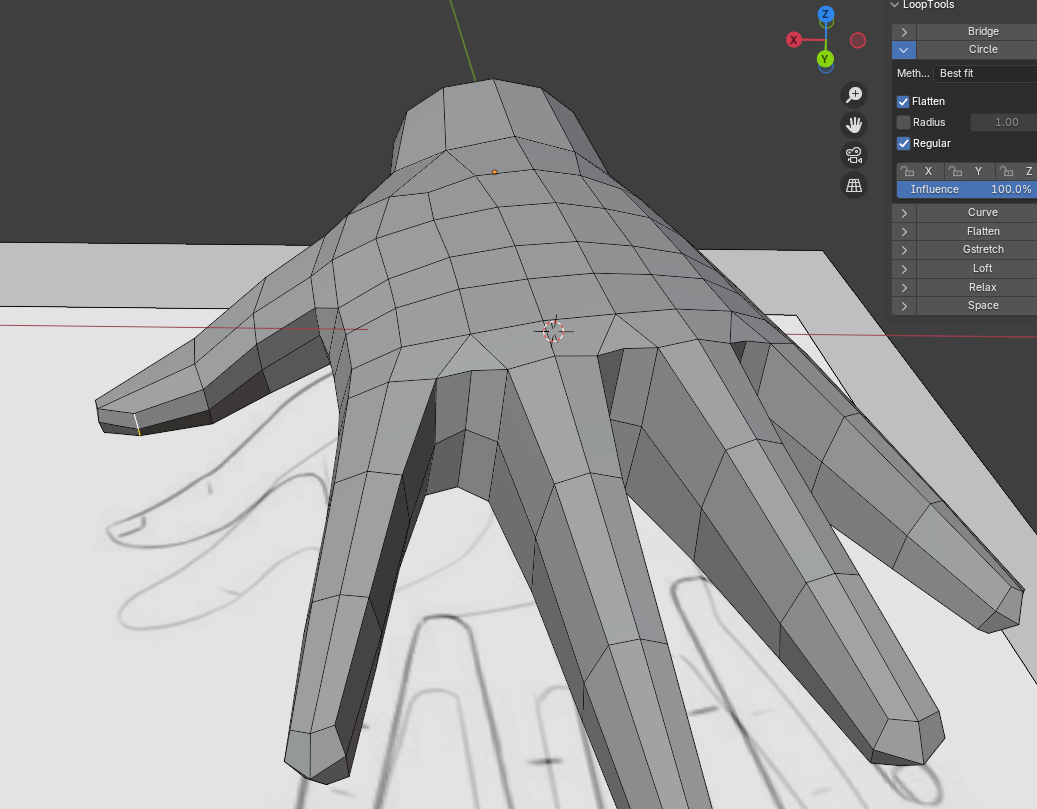 LoopTools
Bridge
Circle
Meth... Best fit
Flatten
Radius 1.00
Regular
X Y Z
Influence 100.0%
Curve
Flatten
Gstretch
Loft
Relax
Space
Z
X
Y